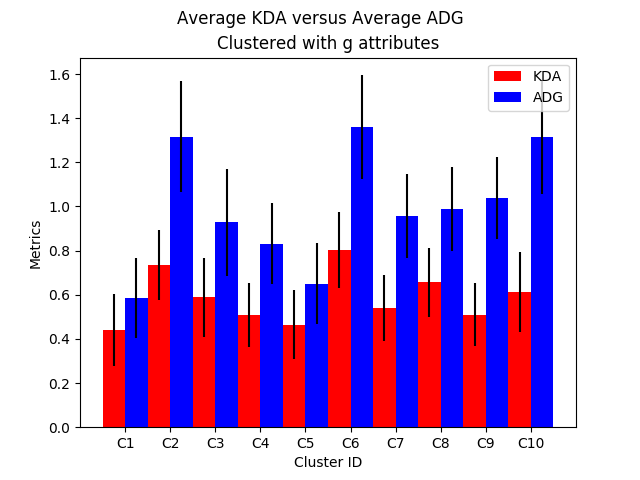 Average KDA versus Average ADG
Clustered with g attributes
KDA
ADG
1.6
1.4
1.2
1.0
0.8
0.6
0.4
0.2
0.0
Metrics
C1 C2 C3 C4 C5 C6 C7 C8 C9 C10
Cluster ID